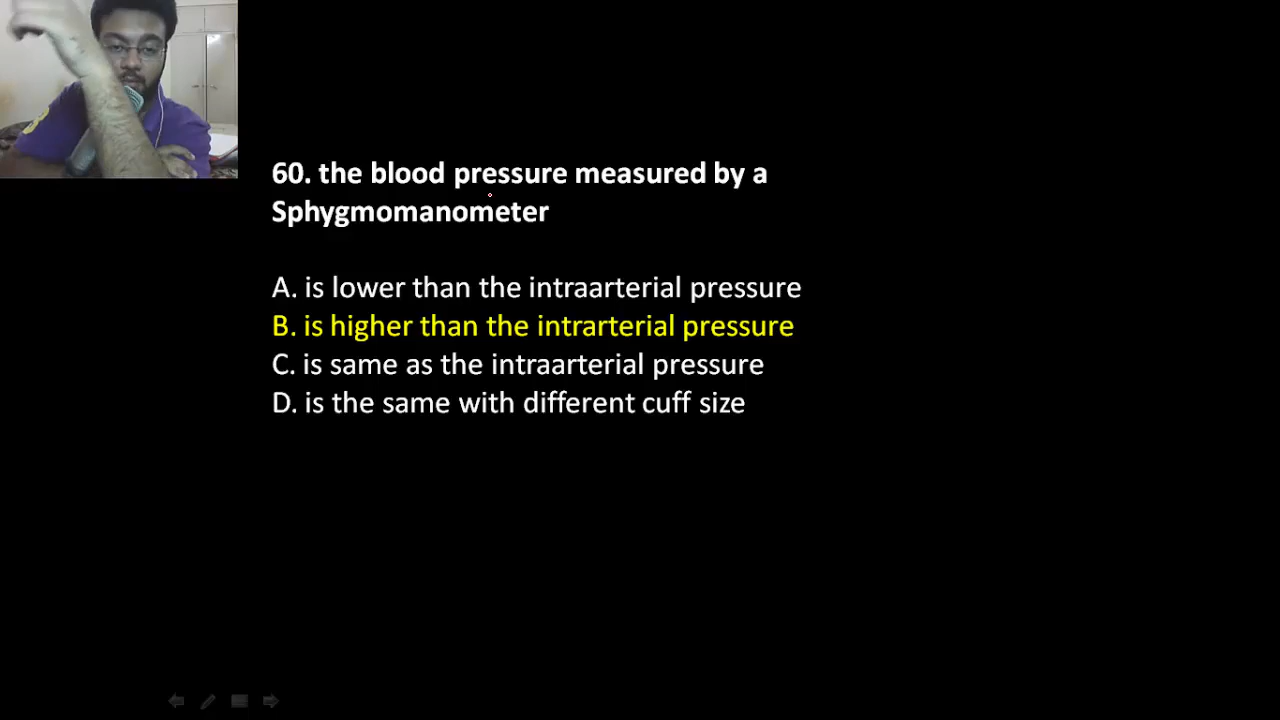 60. the blood pressure measured by a
Sphygmomanometer
A. is lower than the intraarterial pressure
B. is higher than the intrarterial pressure
C. is same as the intraarterial pressure
D. is the same with different cuff size